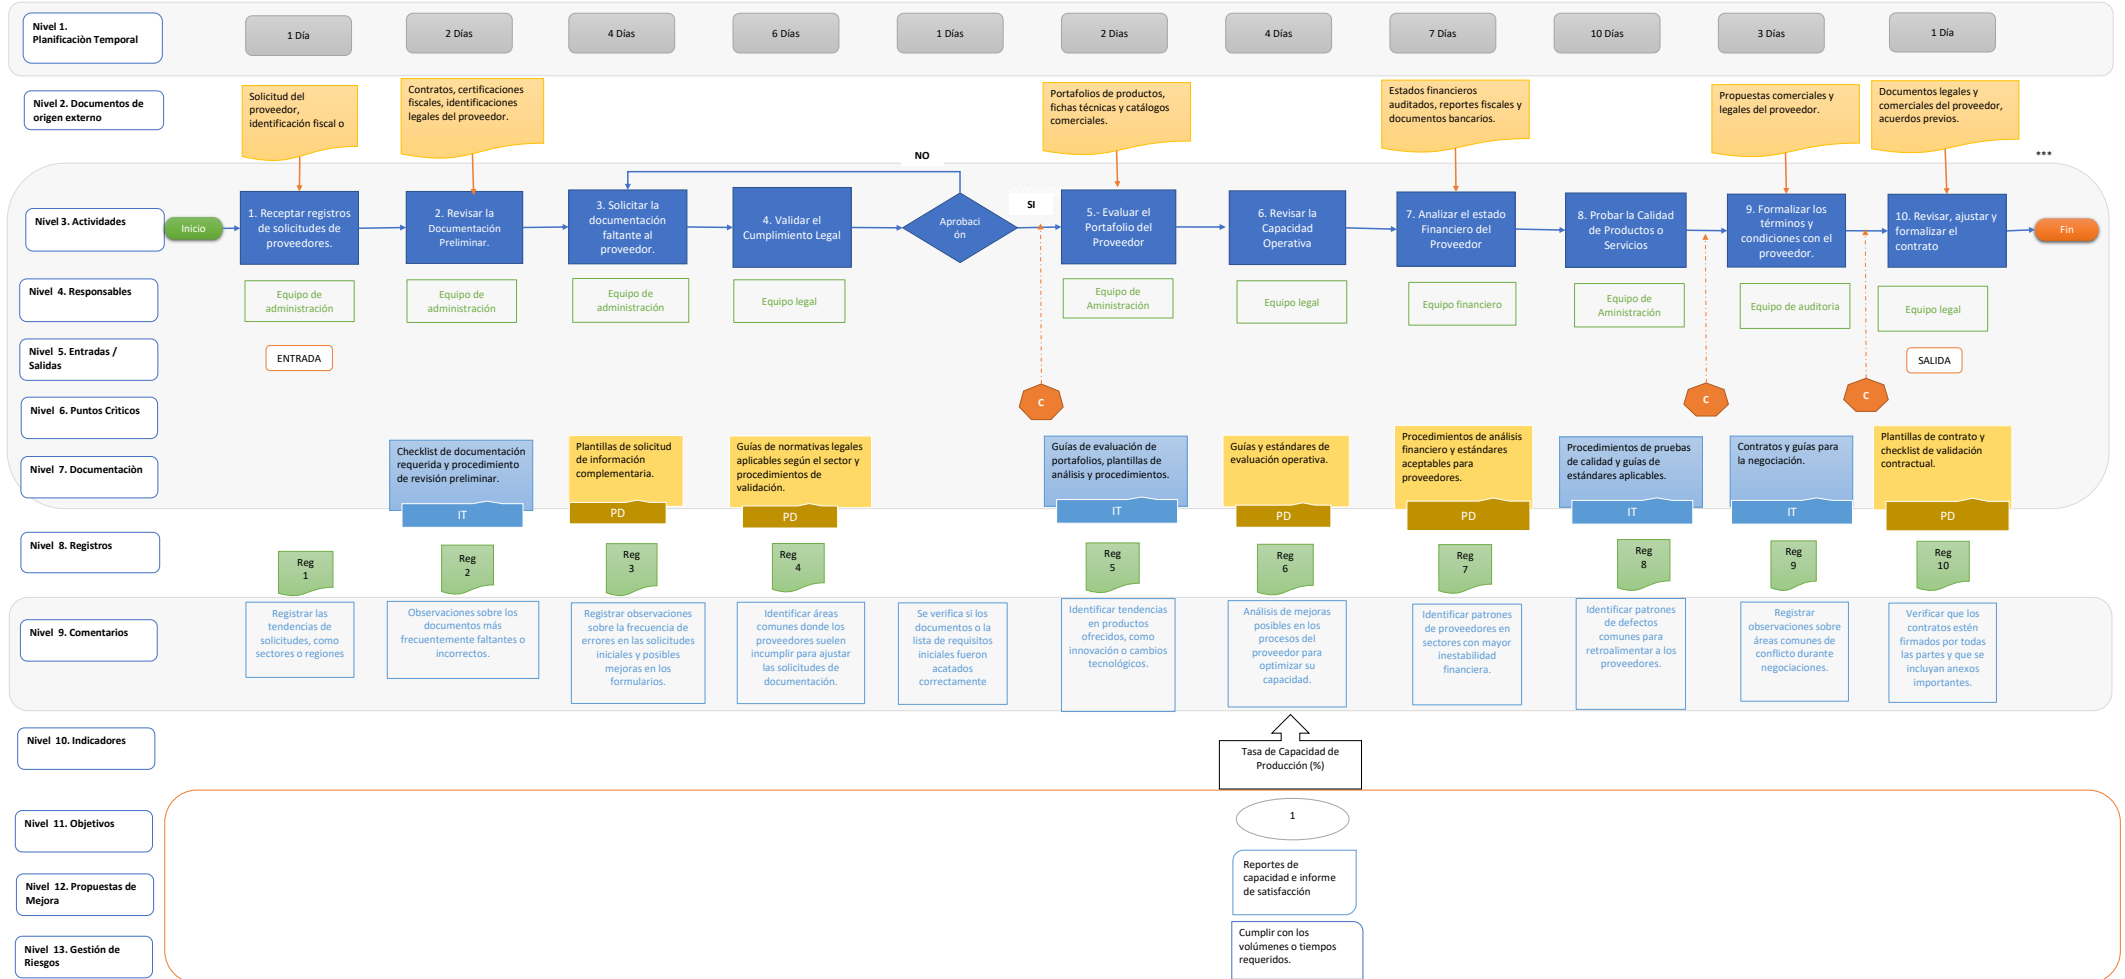 Nivel 1.
Planificaciòn Temporal
1 Día
2 Días
4 Días
6 Días
1 Días
2 Dias
4 Días
7 Días
10 Días
3 Días
1 Día
Nivel 2. Documentos de
origen externo
Solicitud del
proveedor,
identificación fiscal o
Contratos, certificaciones
fiscales, identificaciones
legales del proveedor.
Portafolios de productos,
fichas técnicas y catálogos
comerciales.
Estados financieros
auditados, reportes fiscales y
documentos bancarios.
Propuestas comerciales y
legales del proveedor.
Documentos legales y
comerciales del proveedor,
acuerdos previos.
NO
***
Nivel 3. Actividades
Inicio
1. Receptar registros
de solicitudes de
proveedores.
2. Revisar la
Documentación
Preliminar.
3. Solicitar la
documentación
faltante al
proveedor.
4. Validar el
Cumplimiento Legal
Aprobaci
ón
SI
5.- Evaluar el
Portafolio del
Proveedor
6. Revisar la
Capacidad
Operativa
7. Analizar el estado
Financiero del
Proveedor
8. Probar la Calidad
de Productos o
Servicios
9. Formalizar los
términos y
condiciones con el
proveedor.
10. Revisar, ajustar y
formalizar el
contrato
Fin
Nivel 4. Responsables
Equipo de
administración
Equipo de
administración
Equipo de
administración
Equipo legal
Equipo de
Aministración
Equipo legal
Equipo financiero
Equipo de
Aministración
Equipo de auditoria
Equipo legal
Nivel 5. Entradas /
Salidas
ENTRADA
SALIDA
Nivel 6. Puntos Crìticos
C
C
C
Nivel 7. Documentaciòn
Checklist de documentación
requerida y procedimiento
de revisión preliminar.
IT
Plantillas de solicitud
de información
complementaria.
PD
Guías de normativas legales
aplicables según el sector y
procedimientos de
validación.
PD
Guías de evaluación de
portafolios, plantillas de
análisis y procedimientos.
IT
Guías y estándares de
evaluación operativa.
PD
Procedimientos de análisis
financiero y estándares
aceptables para
proveedores.
PD
Procedimientos de pruebas
de calidad y guías de
estándares aplicables.
IT
Contratos y guías para
la negociación.
IT
Plantillas de contrato y
checklist de validación
contractual.
PD
Nivel 8. Registros
Reg
1
Reg
2
Reg
3
Reg
4
Reg
5
Reg
6
Reg
7
Reg
8
Reg
9
Reg
10
Nivel 9. Comentarios
Registrar las
tendencias de
solicitudes, como
sectores o regiones
Observaciones sobre los
documentos más
frecuentemente faltantes o
incorrectos.
Registrar observaciones
sobre la frecuencia de
errores en las solicitudes
iniciales y posibles
mejoras en los
formularios.
Identificar áreas
comunes donde los
proveedores suelen
incumplir para ajustar
las solicitudes de
documentación.
Se verifica si los
documentos o la
lista de requisitos
iniciales fueron
acatados
correctamente
Identificar tendencias
en productos
ofrecidos, como
innovación o cambios
tecnológicos.
Análisis de mejoras
posibles en los
procesos del
proveedor para
optimizar su
capacidad.
Identificar patrones
de proveedores en
sectores con mayor
inestabilidad
financiera.
Identificar patrones
de defectos
comunes para
retroalimentar a los
proveedores.
Registrar
observaciones sobre
áreas comunes de
conflicto durante
negociaciones.
Verificar que los
contratos estén
firmados por todas
las partes y que se
incluyan anexos
importantes.
Nivel 10. Indicadores
Tasa de Capacidad de
Producción (%)
Nivel 11. Objetivos
1
Nivel 12. Propuestas de
Mejora
Reportes de
capacidad e informe
de satisfacción
Nivel 13. Gestión de
Riesgos
Cumplir con los
volúmenes o tiempos
requeridos.